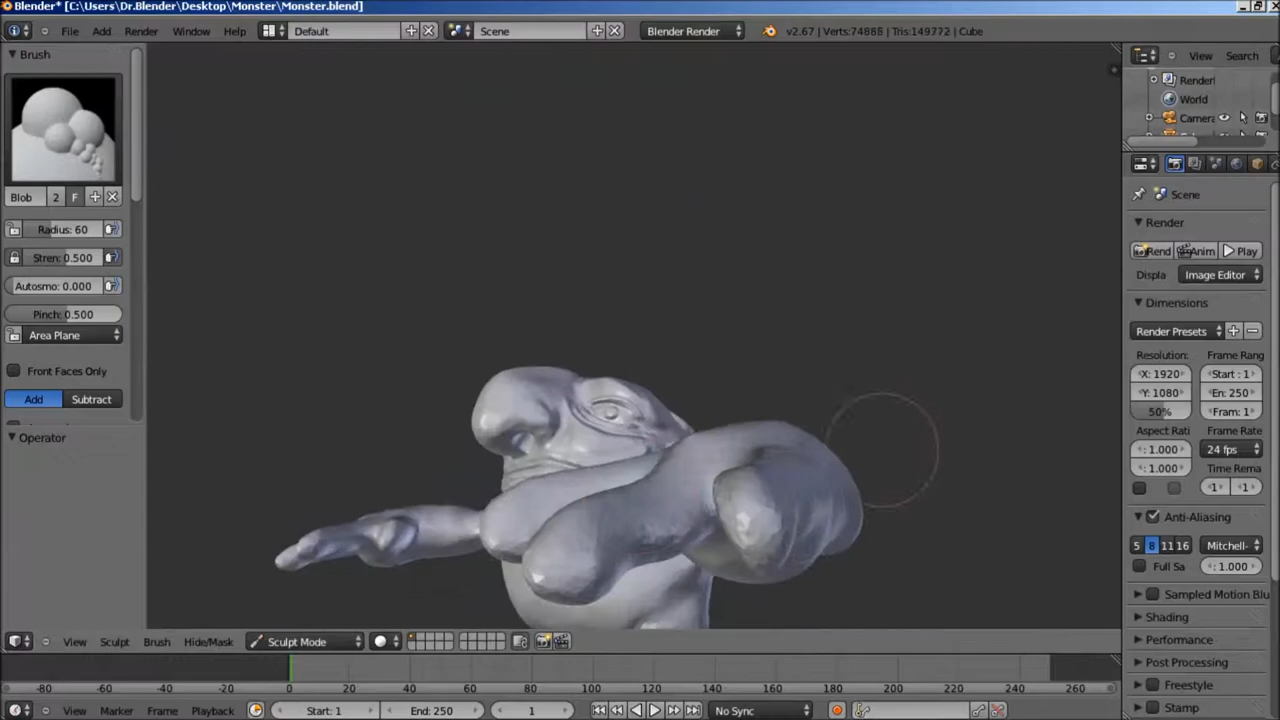 Blender* [C:\Users\Dr.Blender\Desktop\Monster\Monster.blend]
File Add Render Window Help Default Scene Blender Render v2.67 | Verts:74888 | Tris:149772 | Cube
Brush
Blob 2 F
Radius: 60
Stren: 0.500
Autosmo: 0.000
Pinch: 0.500
Area Plane
Front Faces Only
Add Subtract
Operator
View Search
Renderl
World
Camera
Scene
Render
Rend Anim Play
Displa Image Editor
Dimensions
Render Presets
Resolution: Frame Rang
X: 1920 Start : 1
Y: 1080 En: 250
50% Fram: 1
Aspect Rati Frame Rate
: 1.000 24 fps
: 1.000 Time Rema
1 1
Anti-Aliasing
5 8 11 16 Mitchell-
Full Sa : 1.000
Sampled Motion Blu
Shading
Performance
Post Processing
Freestyle
Stamp
View Sculpt Brush Hide/Mask Sculpt Mode
-80 -60 -40 -20 0 20 40 60 80 100 120 140 160 180 200 220 240 260
View Marker Frame Playback Start: 1 End: 250 1 No Sync